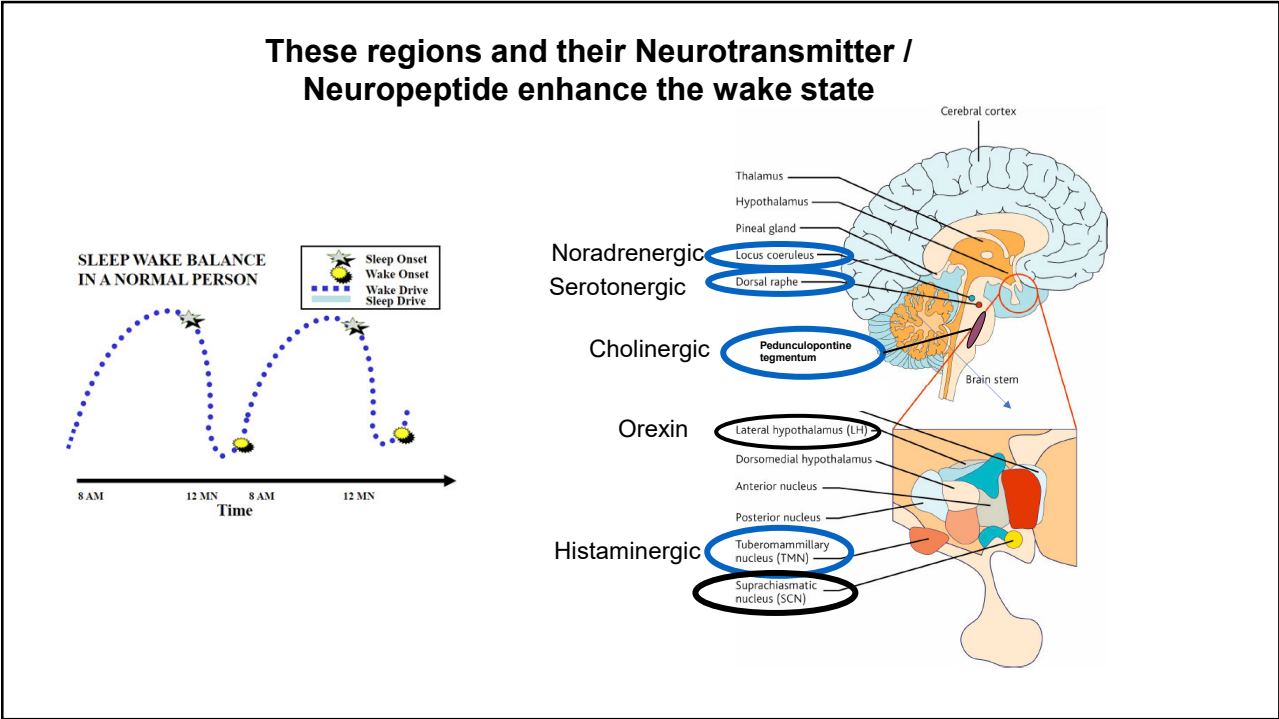 These regions and their Neurotransmitter /
Neuropeptide enhance the wake state
SLEEP WAKE BALANCE
IN A NORMAL PERSON
Sleep Onset
Wake Onset
Wake Drive
Sleep Drive
8 AM
12 MN
8 AM
12 MN
Time
Cerebral cortex
Thalamus
Hypothalamus
Pineal gland
Noradrenergic
Locus coeruleus
Serotonergic
Dorsal raphe
Cholinergic
Pedunculopontine
tegmentum
Brain stem
Orexin
Lateral hypothalamus (LH)
Dorsomedial hypothalamus
Anterior nucleus
Posterior nucleus
Histaminergic
Tuberomammillary
nucleus (TMN)
Suprachiasmatic
nucleus (SCN)